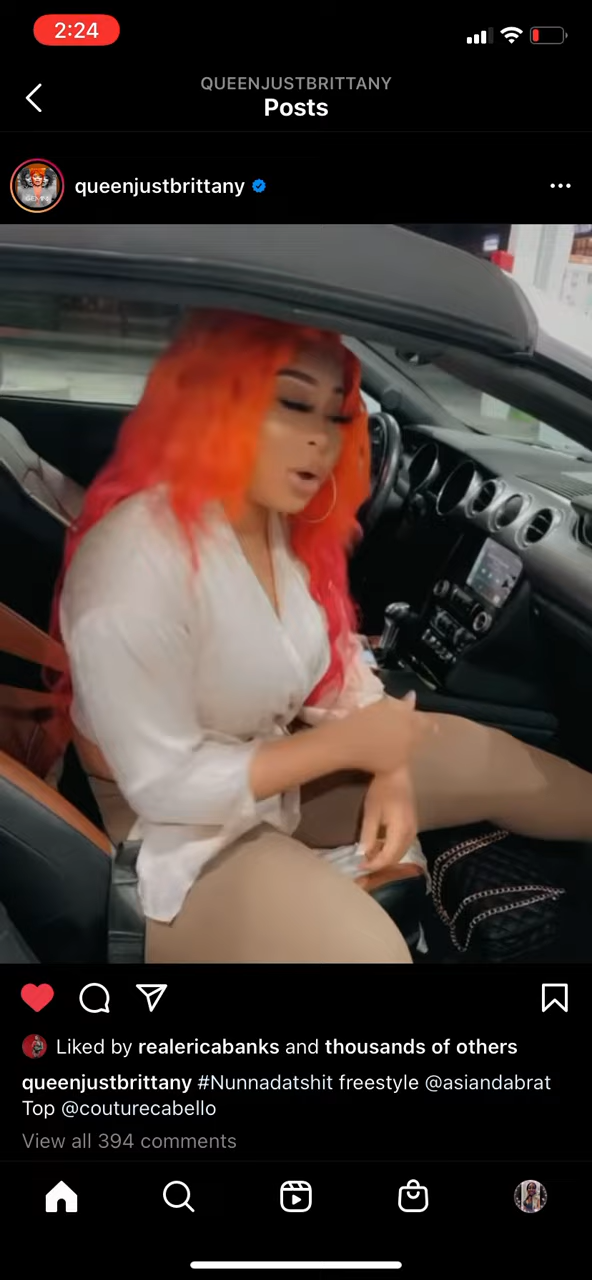 2:24
QUEENJUSTBRITTANY
Posts
queenjustbrittany
Liked by realericabanks and thousands of others
queenjustbrittany #Nunnadatshit freestyle @asiandabrat
Top @couturecabello
View all 394 comments